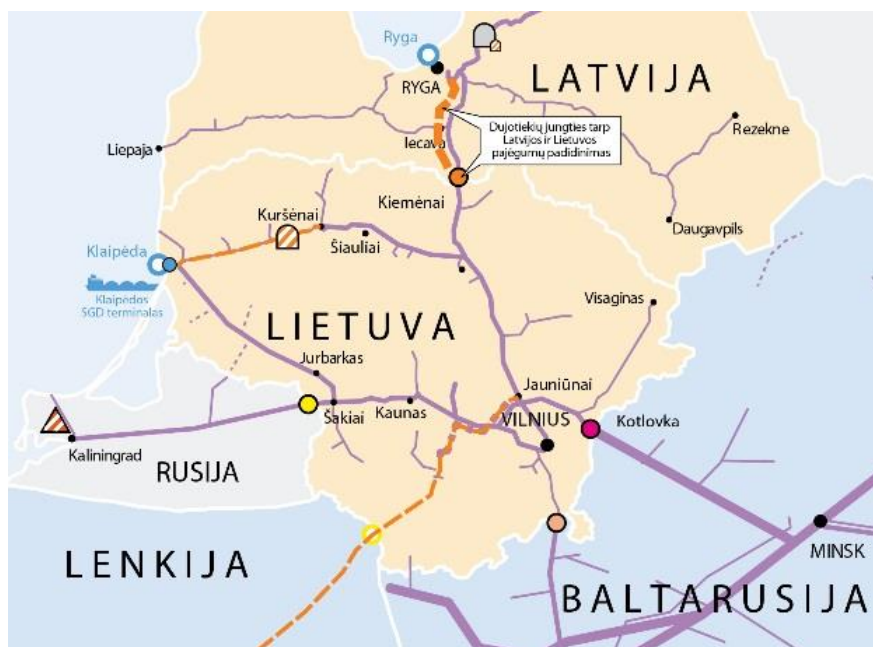 Ryga
RYGA
LATVIJA
Dujotiekių jungties tarp
Latvijos ir Lietuvos
pajėgumų padidinimas
Rezekne
Liepaja
Iecava
Kiemėnai
Kuršėnai
Daugavpils
Šiauliai
Klaipėda
Klaipėdos
SGD terminalas
Visaginas
LIETUVA
Jurbarkas
Jauniūnai
Šakiai
Kaunas
VILNIUS
Kotlovka
Kaliningrad
RUSIJA
LENKIJA
MINSK
BALTARUSIJA